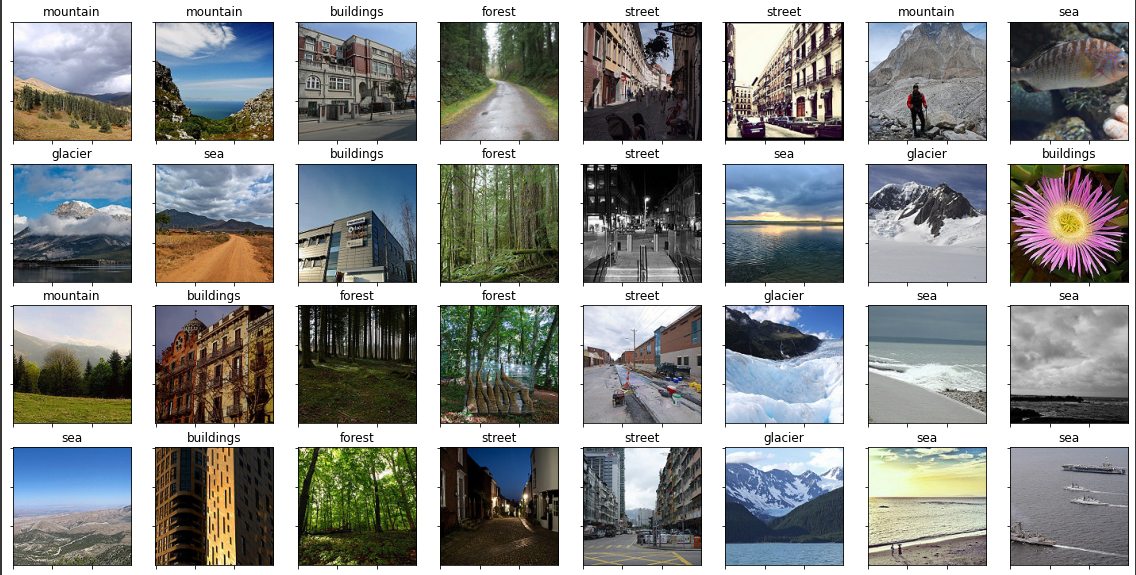 mountain mountain buildings forest street street mountain sea
glacier sea buildings forest street sea glacier buildings
mountain buildings forest forest street glacier sea sea
sea buildings forest street street glacier sea sea